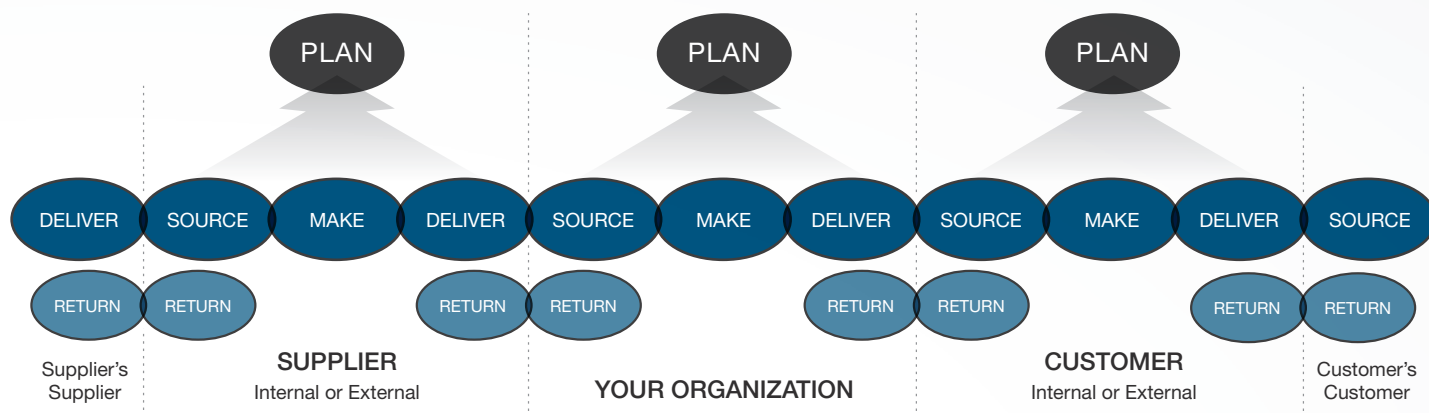 PLAN PLAN PLAN
DELIVER SOURCE MAKE DELIVER SOURCE MAKE DELIVER SOURCE MAKE DELIVER SOURCE
RETURN RETURN RETURN RETURN RETURN RETURN RETURN RETURN
Supplier's
Supplier
SUPPLIER
Internal or External
YOUR ORGANIZATION
CUSTOMER
Internal or External
Customer's
Customer